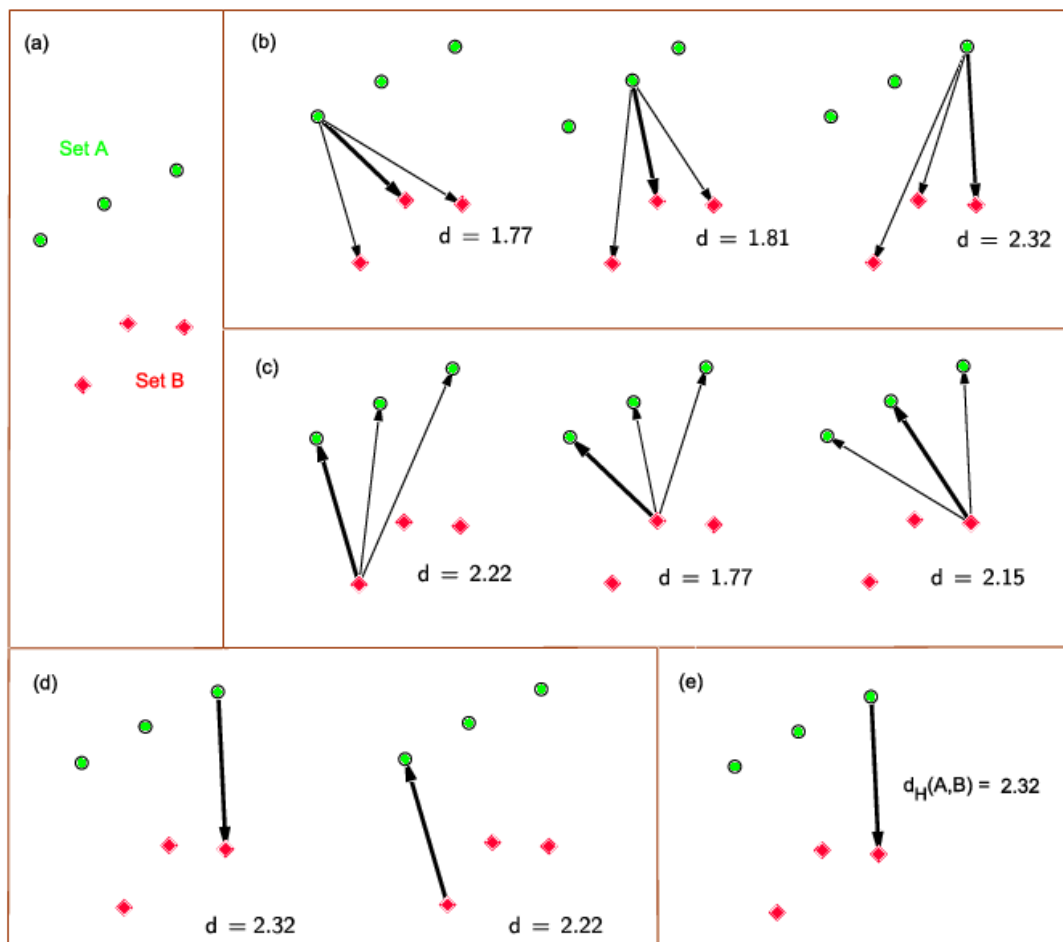 (a)
Set A
Set B
(b)
d = 1.77
d = 1.81
d = 2.32
(c)
d = 2.22
d = 1.77
d = 2.15
(d)
d = 2.32
d = 2.22
(e)
d_H(A,B) = 2.32